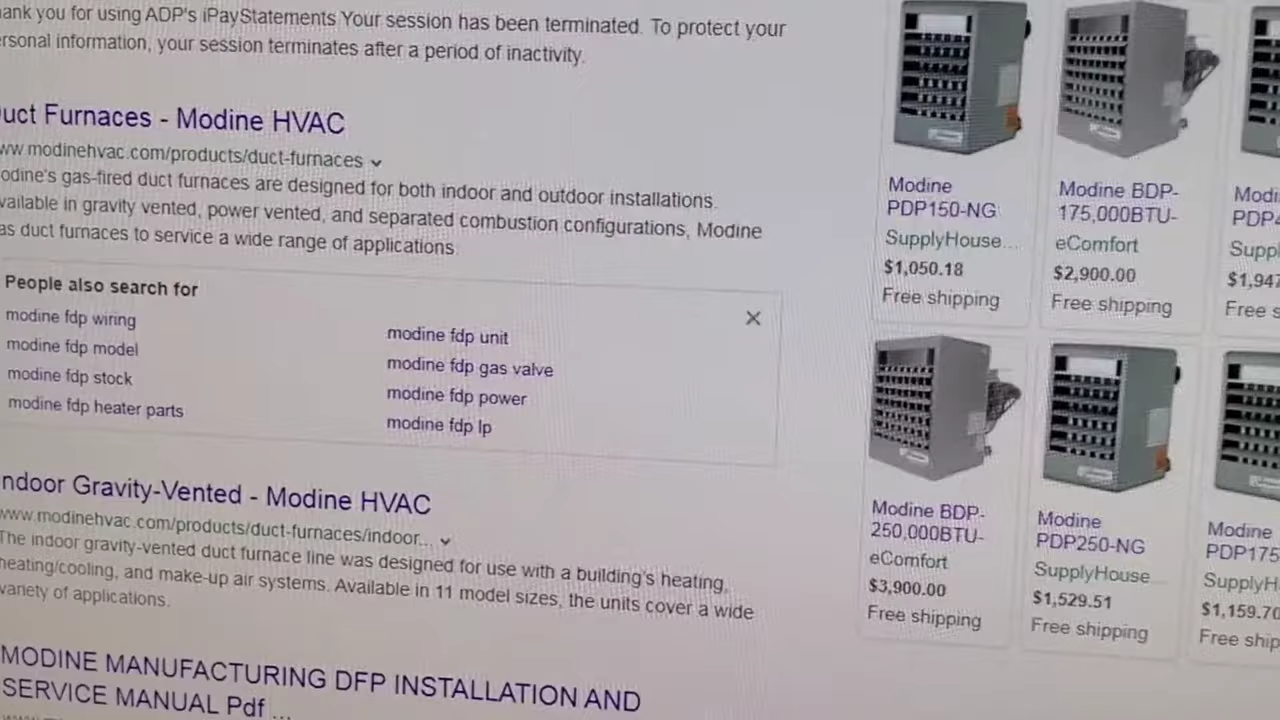 ank you for using ADP's iPayStatements Your session has been terminated. To protect your
rsonal information, your session terminates after a period of inactivity.
uct Furnaces - Modine HVAC
ww.modinehvac.com/products/duct-furnaces
odine's gas-fired duct furnaces are designed for both indoor and outdoor installations.
vailable in gravity vented, power vented, and separated combustion configurations, Modine
as duct furnaces to service a wide range of applications.
People also search for
modine fdp wiring
modine fdp model
modine fdp stock
modine fdp heater parts
modine fdp unit
modine fdp gas valve
modine fdp power
modine fdp lp
ndoor Gravity-Vented - Modine HVAC
www.modinehvac.com/products/duct-furnaces/indoor...
The indoor gravity-vented duct furnace line was designed for use with a building's heating,
heating/cooling, and make-up air systems. Available in 11 model sizes, the units cover a wide
variety of applications.
MODINE MANUFACTURING DFP INSTALLATION AND
SERVICE MANUAL Pdf ...
Modine
PDP150-NG
SupplyHouse...
$1,050.18
Free shipping
Modine BDP-
175,000BTU-
eComfort
$2,900.00
Free shipping
Modi
PDP4
Suppl
$1,947
Free s
Modine BDP-
250,000BTU-
eComfort
$3,900.00
Free shipping
Modine
PDP250-NG
SupplyHouse...
$1,529.51
Free shipping
Modine
PDP175
SupplyH
$1,159.70
Free ship